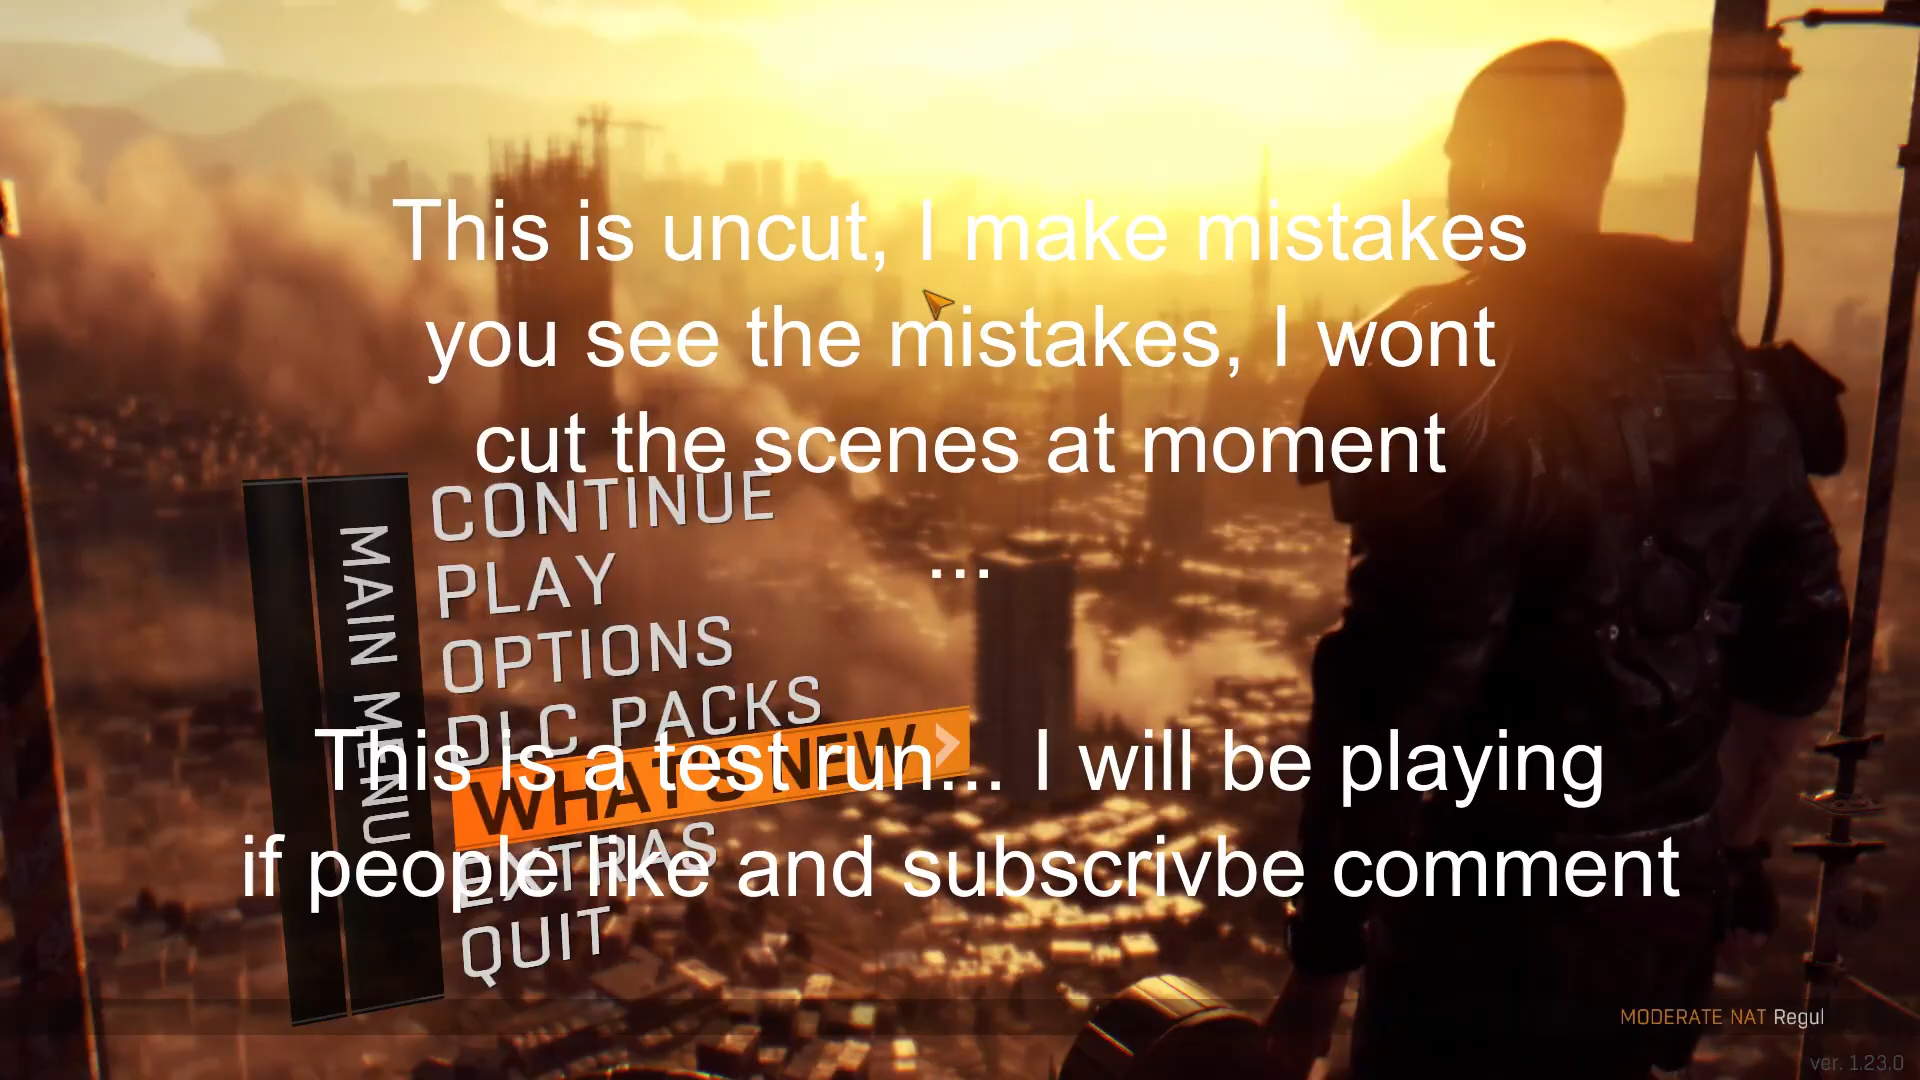 This is uncut, I make mistakes
you see the mistakes, I wont
cut the scenes at moment
...
This is a test run... I will be playing
if people like and subscrivbe comment
MAIN MENU
CONTINUE
PLAY
OPTIONS
DLC PACKS
WHAT'S NEW
EXTRAS
QUIT
MODERATE NAT Regul
ver. 1.23.0